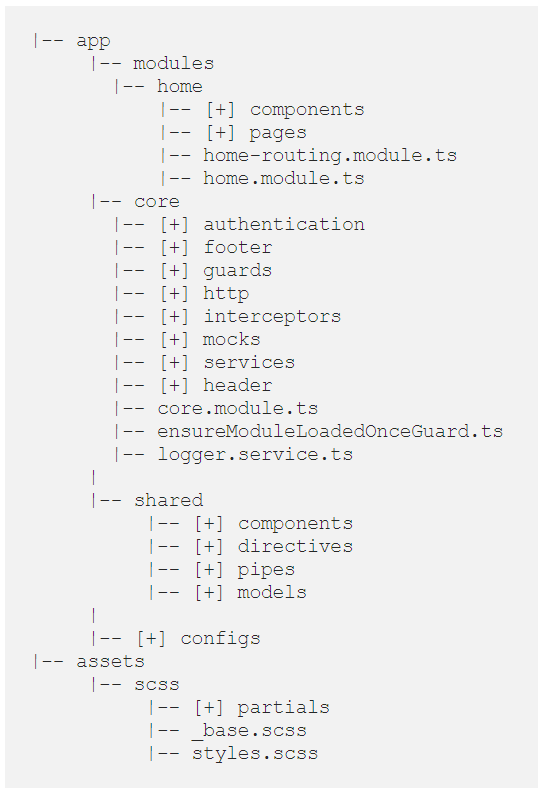 |-- app
     |-- modules
       |-- home
           |-- [+] components
           |-- [+] pages
           |-- home-routing.module.ts
           |-- home.module.ts
     |-- core
       |-- [+] authentication
       |-- [+] footer
       |-- [+] guards
       |-- [+] http
       |-- [+] interceptors
       |-- [+] mocks
       |-- [+] services
       |-- [+] header
       |-- core.module.ts
       |-- ensureModuleLoadedOnceGuard.ts
       |-- logger.service.ts
     |
     |-- shared
          |-- [+] components
          |-- [+] directives
          |-- [+] pipes
          |-- [+] models
     |
     |-- [+] configs
|-- assets
     |-- scss
          |-- [+] partials
          |-- _base.scss
          |-- styles.scss